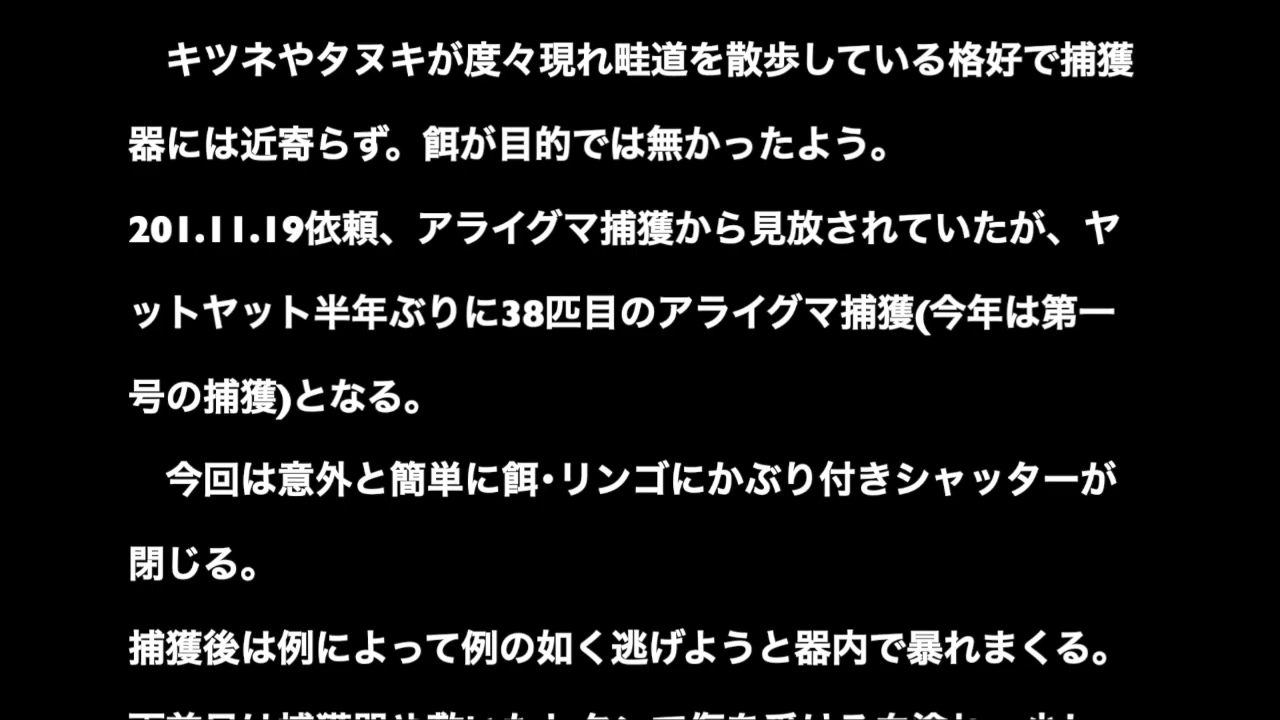 キツネやタヌキが度々現れ畦道を散歩している格好で捕獲
器には近寄らず。餌が目的では無かったよう。
201.11.19依頼、アライグマ捕獲から見放されていたが、ヤ
ットヤット半年ぶりに38匹目のアライグマ捕獲(今年は第一
号の捕獲)となる。
今回は意外と簡単に餌・リンゴにかぶり付きシャッターが
閉じる。
捕獲後は例によって例の如く逃げようと器内で暴れまくる。